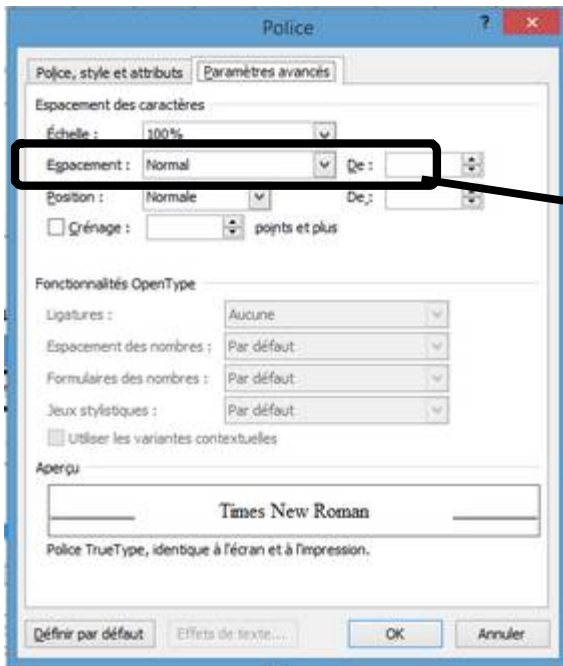 Police ?
Police, style et attributs Paramètres avancés
Espacement des caractères
Échelle : 100%
Espacement : Normal De :
Position : Normale De :
Crénage : points et plus
Fonctionnalités OpenType
Ligatures : Aucune
Espacement des nombres : Par défaut
Formulaires des nombres : Par défaut
Jeux stylistiques : Par défaut
Utiliser les variantes contextuelles
Aperçu
Times New Roman
Police TrueType, identique à l'écran et à l'impression.
Définir par défaut Effets de texte... OK Annuler